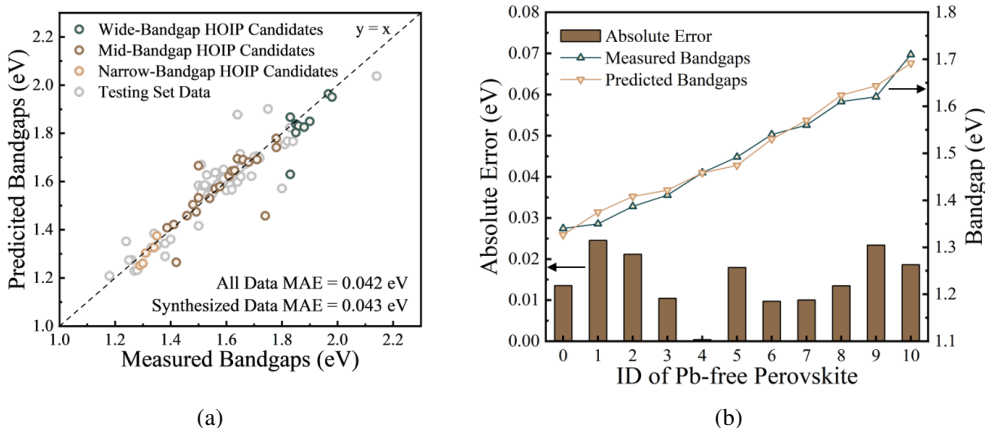 2.2
2.0
1.8
1.6
1.4
1.2
1.0
Predicited Bandgaps (eV)
Wide-Bandgap HOIP Candidates
Mid-Bandgap HOIP Candidates
Narrow-Bandgap HOIP Candidates
Testing Set Data
y = x
All Data MAE = 0.042 eV
Synthesized Data MAE = 0.043 eV
1.0 1.2 1.4 1.6 1.8 2.0 2.2
Measured Bandgaps (eV)
(a)
0.08
0.07
0.06
0.05
0.04
0.03
0.02
0.01
0.00
Absolute Error (eV)
Absolute Error
Measured Bandgaps
Predicted Bandgaps
1.8
1.7
1.6
1.5
1.4
1.3
1.2
1.1
Bandgap (eV)
0 1 2 3 4 5 6 7 8 9 10
ID of Pb-free Perovskite
(b)